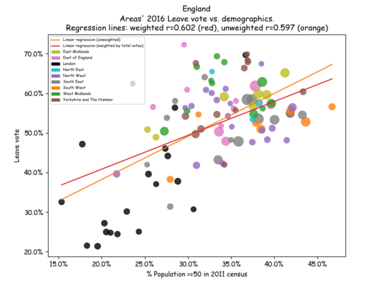 England
Areas' 2016 Leave vote vs. demographics.
Regression lines: weighted r=0.602 (red), unweighted r=0.597 (orange)
Linear regression (unweighted)
Linear regression (weighted by total votes)
East Midlands
East of England
London
North East
North West
South East
South West
West Midlands
Yorkshire and The Humber
70.0%
60.0%
50.0%
40.0%
30.0%
20.0%
Leave vote
15.0% 20.0% 25.0% 30.0% 35.0% 40.0% 45.0%
% Population >=50 in 2011 census